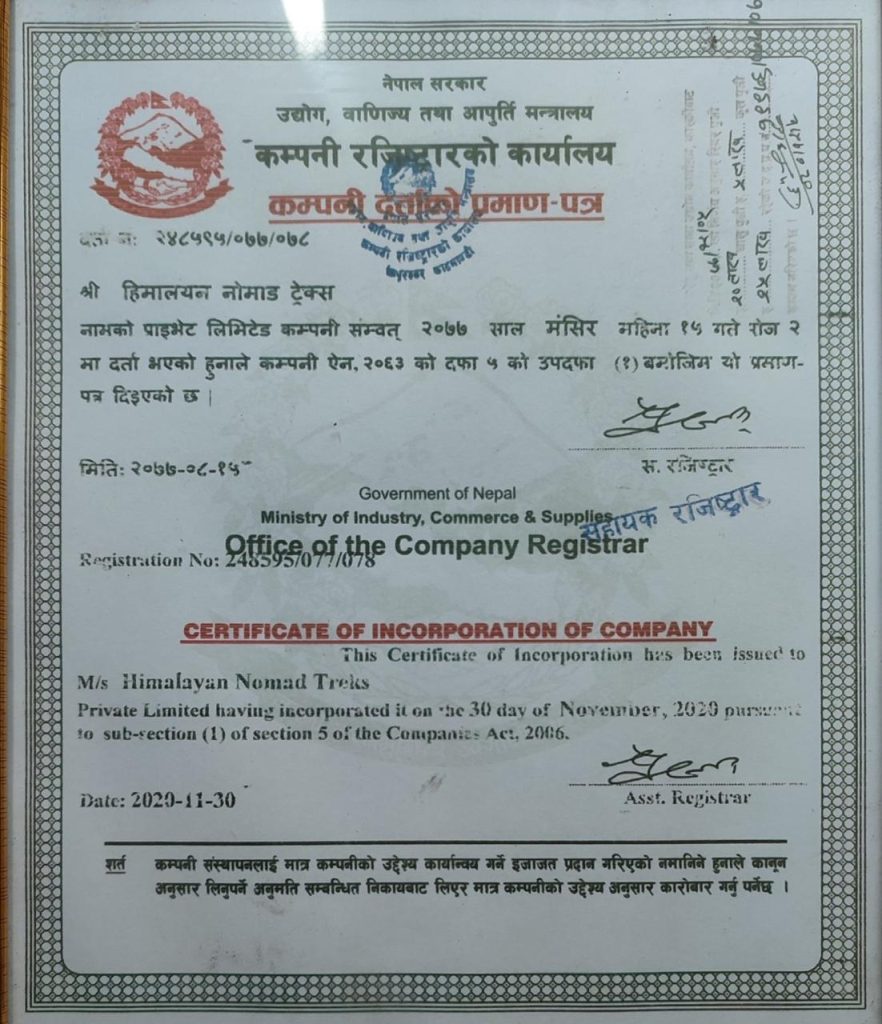 नेपाल सरकार
उद्योग, वाणिज्य तथा आपुर्ति मन्त्रालय
कम्पनी रजिष्ट्रारको कार्यालय
कम्पनी दर्ताको प्रमाण-पत्र
दर्ता नं: २४८५९५/०७७/०७८
श्री हिमालयन नोमाड ट्रेक्स
नामको प्राइभेट लिमिटेड कम्पनी संम्वत् २०७७ साल मंसिर महिना १५ गते रोज २
मा दर्ता भएको हुनाले कम्पनी ऐन, २०६३ को दफा ५ को उपदफा (१) बमोजिम यो प्रमाण-
पत्र दिइएको छ |
मिति: २०७७-०८-१५
स. रजिष्ट्रार
सहायक रजिष्ट्रार
Government of Nepal
Ministry of Industry, Commerce & Supplies
Office of the Company Registrar
Registration No: 248595/077/078
CERTIFICATE OF INCORPORATION OF COMPANY
This Certificate of Incorporation has been issued to
M/s Himalayan Nomad Treks
Private Limited having incorporated it on the 30 day of November, 2020 pursuant
to sub-section (1) of section 5 of the Companies Act, 2006.
Date: 2020-11-30
Asst. Registrar
शर्त कम्पनी संस्थापनलाई मात्र कम्पनीको उद्देश्य कार्यान्वय गर्ने इजाजत प्रदान गरिएको नमानिने हुनाले कानून
अनुसार लिनुपर्ने अनुमति सम्बन्धित निकायबाट लिएर मात्र कम्पनीको उद्देश्य अनुसार कारोबार गर्नु पर्नेछ ।